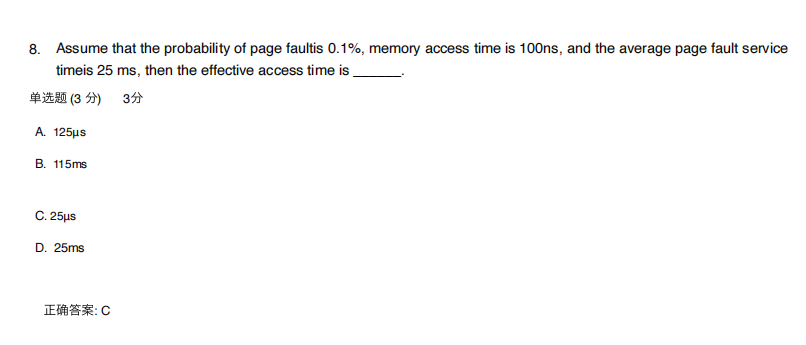 8. Assume that the probability of page faultis 0.1%, memory access time is 100ns, and the average page fault service
timeis 25 ms, then the effective access time is ______.
单选题 (3 分) 3分
A. 125μs
B. 115ms
C. 25μs
D. 25ms
正确答案: C